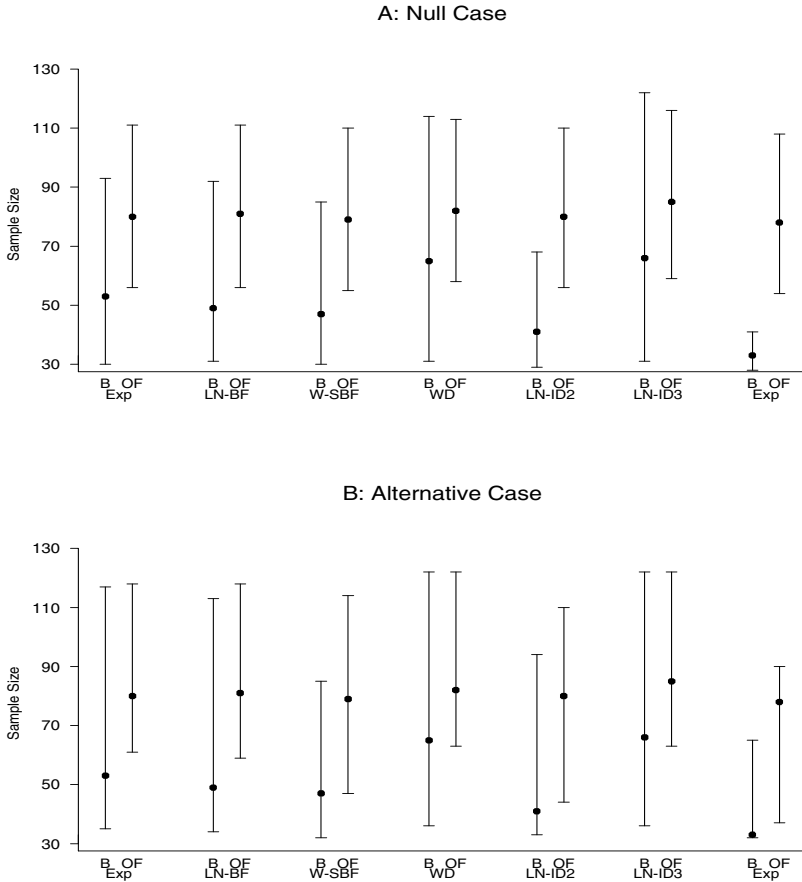 A: Null Case
130
110
90
70
50
30
Sample Size
B OF B OF B OF B OF B OF B OF B OF
Exp LN-BF W-SBF WD LN-ID2 LN-ID3 Exp
B: Alternative Case
130
110
90
70
50
30
Sample Size
B OF B OF B OF B OF B OF B OF B OF
Exp LN-BF W-SBF WD LN-ID2 LN-ID3 Exp